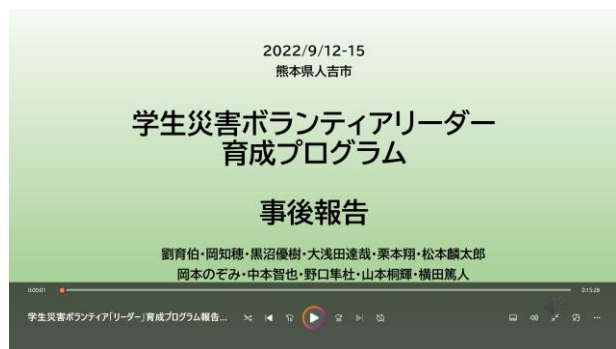 2022/9/12-15
熊本県人吉市
学生災害ボランティアリーダー
育成プログラム
事後報告
劉育伯・岡知穂・黒沼優樹・大浅田達哉・栗本翔・松本麟太郎
岡本のぞみ・中本智也・野口隼杜・山本桐輝・横田篤人
0:00:01
0:15:28
学生災害ボランティア「リーダー」育成プログラム報告...